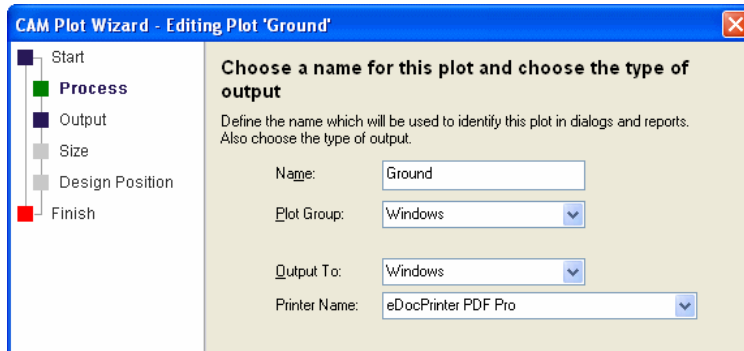 CAM Plot Wizard - Editing Plot 'Ground'
Start
Process
Output
Size
Design Position
Finish
Choose a name for this plot and choose the type of
output
Define the name which will be used to identify this plot in dialogs and reports.
Also choose the type of output.
Name: Ground
Plot Group: Windows
Output To: Windows
Printer Name: eDocPrinter PDF Pro